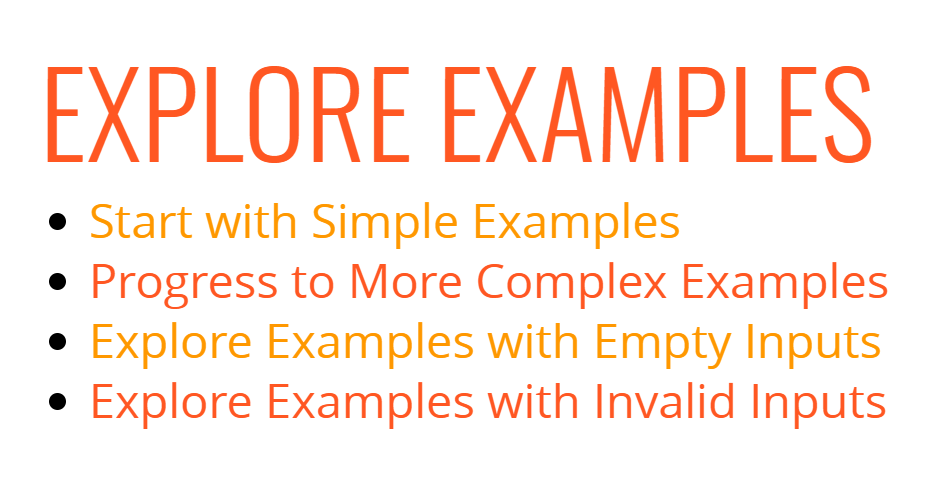 EXPLORE EXAMPLES
• Start with Simple Examples
• Progress to More Complex Examples
• Explore Examples with Empty Inputs
• Explore Examples with Invalid Inputs